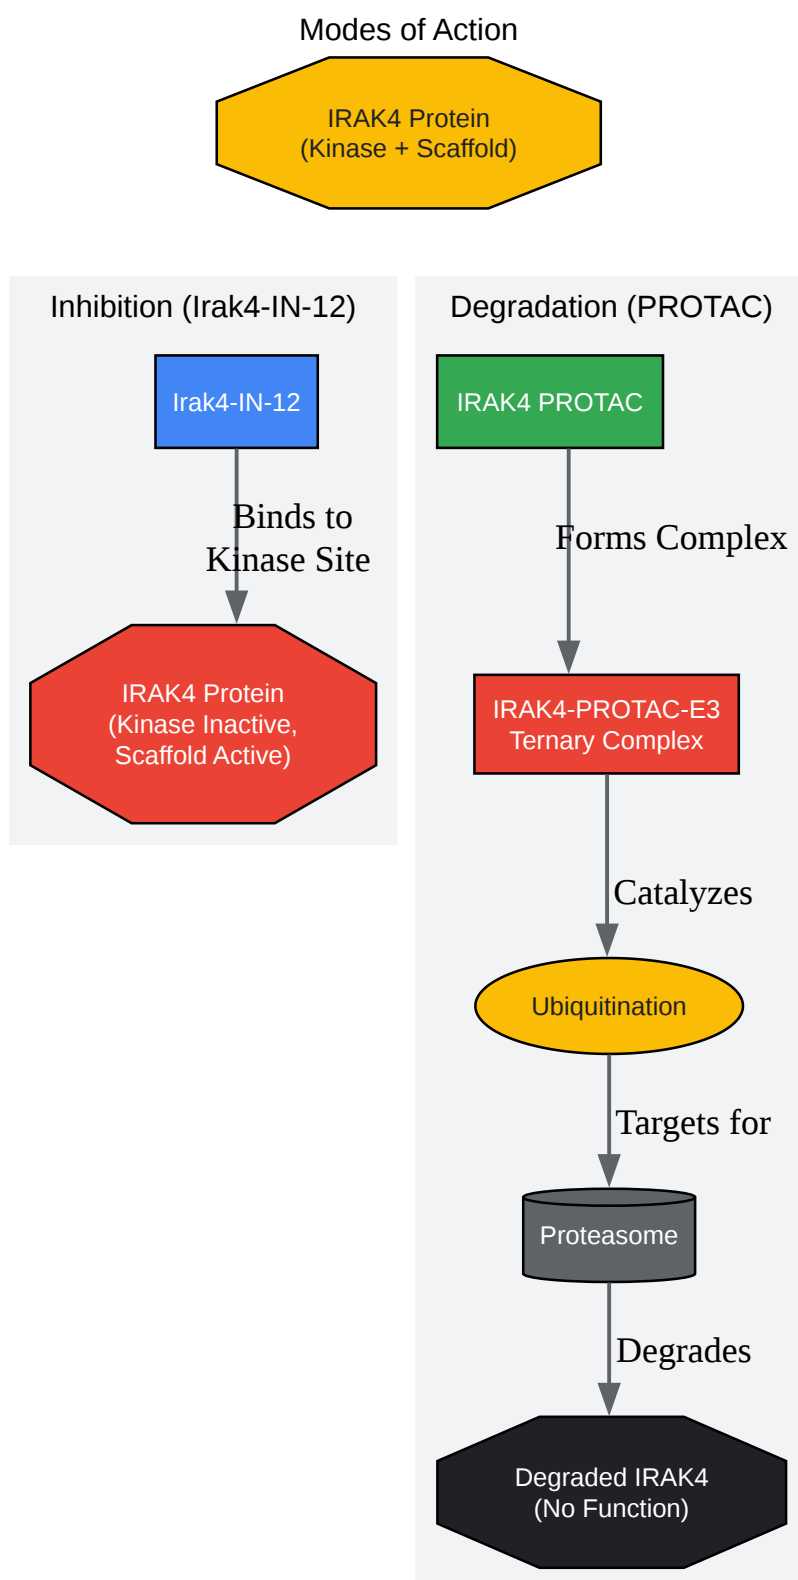 Modes of Action
IRAK4 Protein
(Kinase + Scaffold)
Inhibition (Irak4-IN-12)
Irak4-IN-12
Binds to
Kinase Site
IRAK4 Protein
(Kinase Inactive,
Scaffold Active)
Degradation (PROTAC)
IRAK4 PROTAC
Forms Complex
IRAK4-PROTAC-E3
Ternary Complex
Catalyzes
Ubiquitination
Targets for
Proteasome
Degrades
Degraded IRAK4
(No Function)